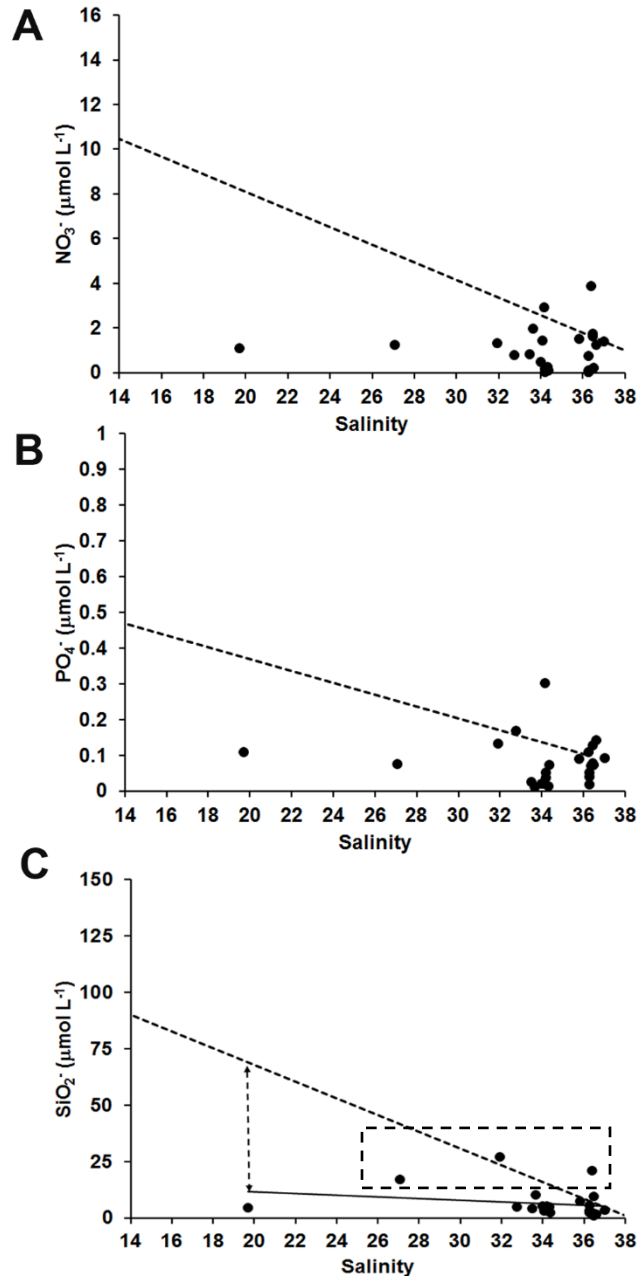 A
16
14
12
10
8
6
4
2
0
NO₃⁻ (μmol L⁻¹)
14 16 18 20 22 24 26 28 30 32 34 36 38
Salinity
B
1
0.9
0.8
0.7
0.6
0.5
0.4
0.3
0.2
0.1
0
PO₄⁻ (μmol L⁻¹)
14 16 18 20 22 24 26 28 30 32 34 36 38
Salinity
C
150
125
100
75
50
25
0
SiO₂⁻ (μmol L⁻¹)
14 16 18 20 22 24 26 28 30 32 34 36 38
Salinity